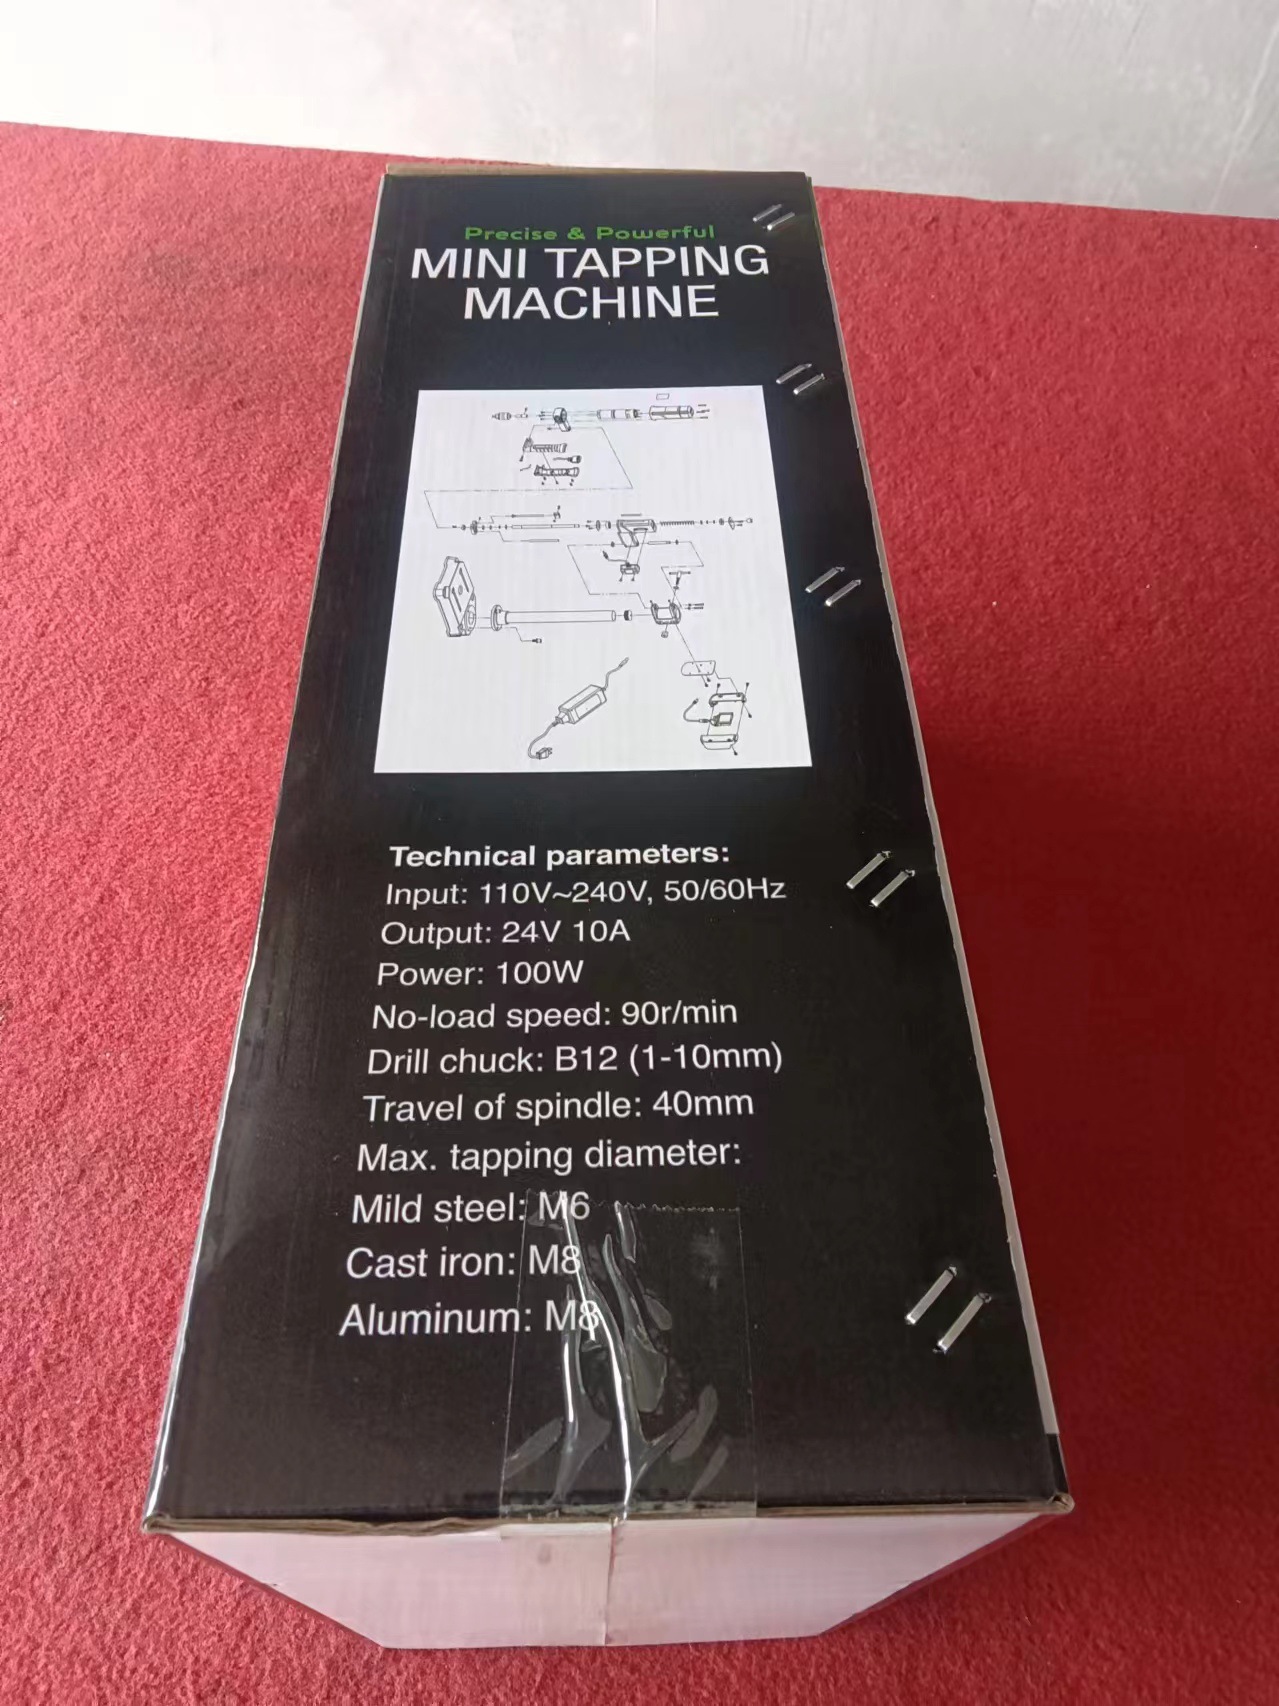 Precise & Powerful
MINI TAPPING
MACHINE
Technical parameters:
Input: 110V~240V, 50/60Hz
Output: 24V 10A
Power: 100W
No-load speed: 90r/min
Drill chuck: B12 (1-10mm)
Travel of spindle: 40mm
Max. tapping diameter:
Mild steel: M6
Cast iron: M8
Aluminum: M8